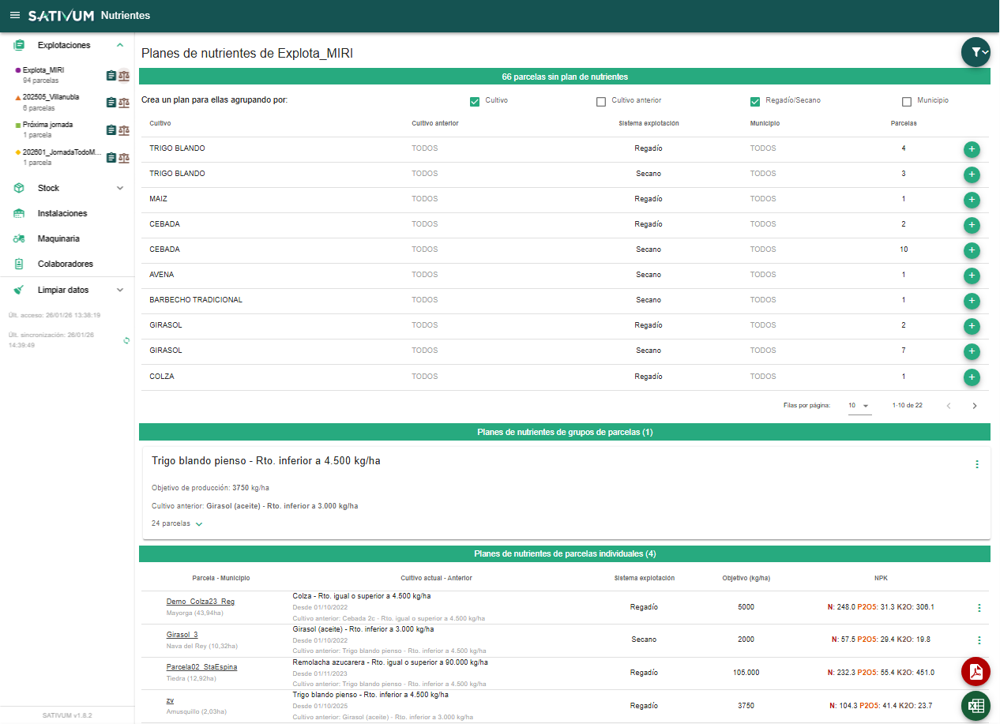 SATIVUM Nutrientes
Explotaciones
Explota_MIRI
94 parcelas
202505_Villanubla
6 parcelas
Próxima jornada
1 parcela
202601_JornadaTodoM...
1 parcela
Stock
Instalaciones
Maquinaria
Colaboradores
Limpiar datos
Últ. acceso: 26/01/26 13:38:19
Últ. sincronización: 26/01/26
14:39:49
SATIVUM v1.8.2
Planes de nutrientes de Explota_MIRI
66 parcelas sin plan de nutrientes
Crea un plan para ellas agrupando por: Cultivo Cultivo anterior Regadío/Secano Municipio
Cultivo Cultivo anterior Sistema explotación Municipio Parcelas
TRIGO BLANDO TODOS Regadío TODOS 4
TRIGO BLANDO TODOS Secano TODOS 3
MAIZ TODOS Regadío TODOS 1
CEBADA TODOS Regadío TODOS 2
CEBADA TODOS Secano TODOS 10
AVENA TODOS Secano TODOS 1
BARBECHO TRADICIONAL TODOS Secano TODOS 1
GIRASOL TODOS Regadío TODOS 2
GIRASOL TODOS Secano TODOS 7
COLZA TODOS Regadío TODOS 1
Filas por página: 10 1-10 de 22
Planes de nutrientes de grupos de parcelas (1)
Trigo blando pienso - Rto. inferior a 4.500 kg/ha
Objetivo de producción: 3750 kg/ha
Cultivo anterior: Girasol (aceite) - Rto. inferior a 3.000 kg/ha
24 parcelas
Planes de nutrientes de parcelas individuales (4)
Parcela - Municipio Cultivo actual - Anterior Sistema explotación Objetivo (kg/ha) NPK
Demo_Colza23_Reg
Mayorga (43,94ha)
Colza - Rto. igual o superior a 4.500 kg/ha
Desde 01/10/2022
Cultivo anterior: Cebada 2c - Rto. igual o superior a 4.500 kg/ha
Regadío 5000 N: 248.0 P2O5: 31.3 K2O: 306.1
Girasol_3
Nava del Rey (10,32ha)
Girasol (aceite) - Rto. inferior a 3.000 kg/ha
Desde 01/10/2022
Cultivo anterior: Trigo blando pienso - Rto. inferior a 4.500 kg/ha
Secano 2000 N: 57.5 P2O5: 29.4 K2O: 19.8
Parcela02_StaEspina
Tiedra (12,92ha)
Remolacha azucarera - Rto. igual o superior a 90.000 kg/ha
Desde 01/11/2023
Cultivo anterior: Trigo blando pienso - Rto. inferior a 4.500 kg/ha
Regadío 105.000 N: 232.3 P2O5: 55.4 K2O: 451.0
zv
Amusquillo (2,03ha)
Trigo blando pienso - Rto. inferior a 4.500 kg/ha
Desde 01/10/2025
Cultivo anterior: Girasol (aceite) - Rto. inferior a 3.000 kg/ha
Regadío 3750 N: 104.3 P2O5: 41.4 K2O: 23.7